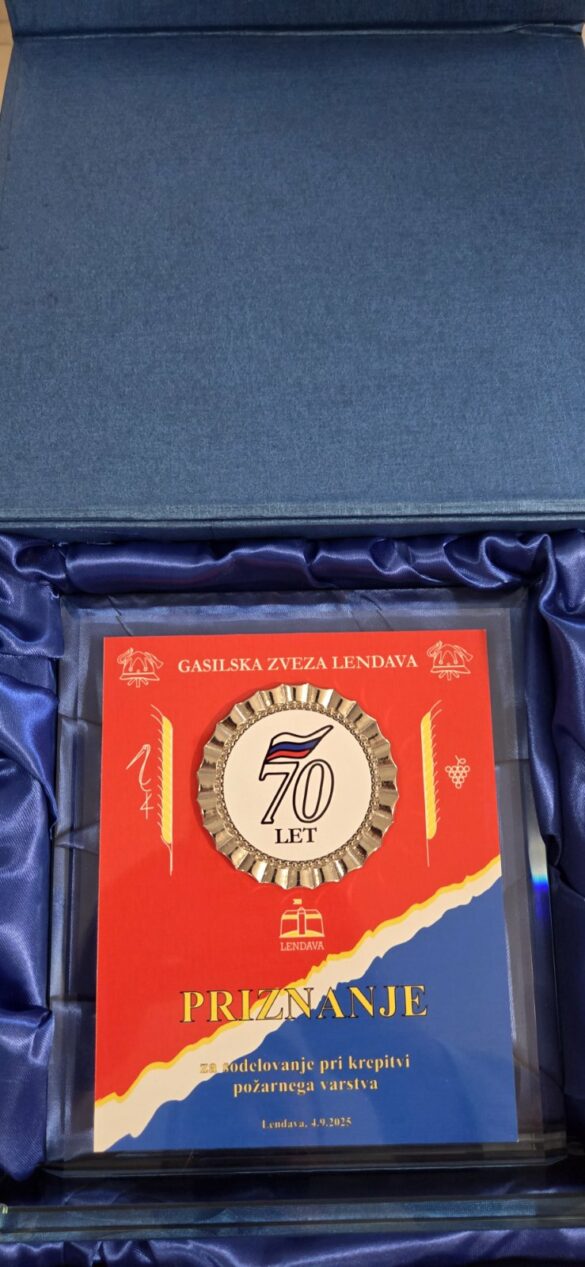 GASILSKA ZVEZA LENDAVA
70
LET
LENDAVA
PRIZNANJE
za sodelovanje pri krepitvi
požarnega varstva
Lendava, 4.9.2025